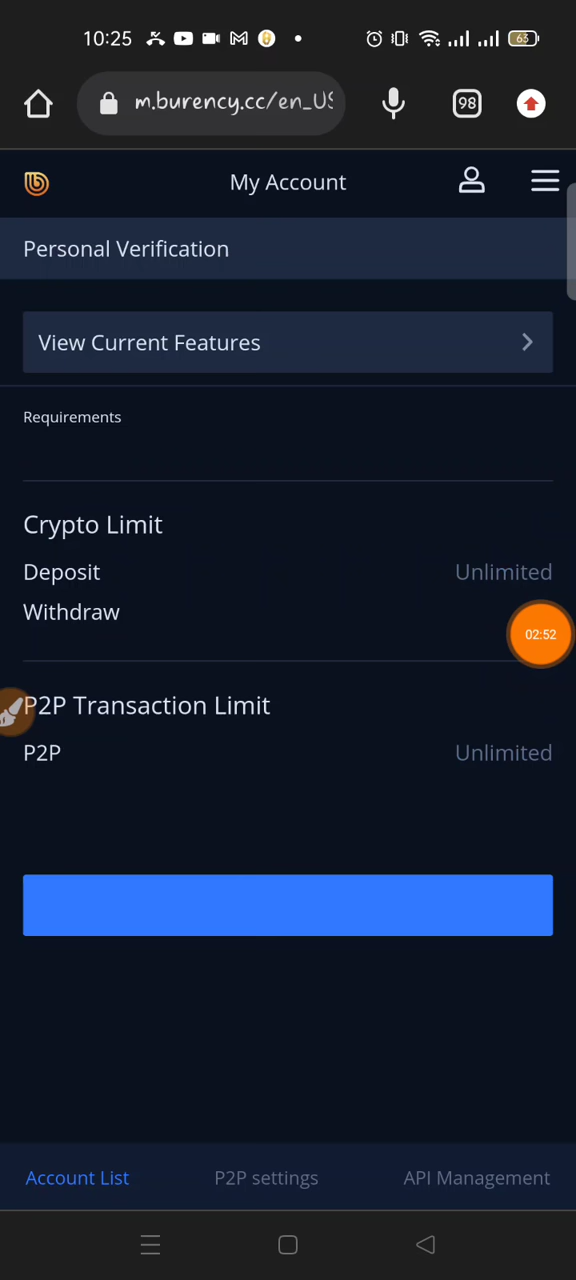 10:25
63
m.burency.cc/en_US
98
My Account
Personal Verification
View Current Features
Requirements
Crypto Limit
Deposit Unlimited
Withdraw
02:52
P2P Transaction Limit
P2P Unlimited
Account List P2P settings API Management